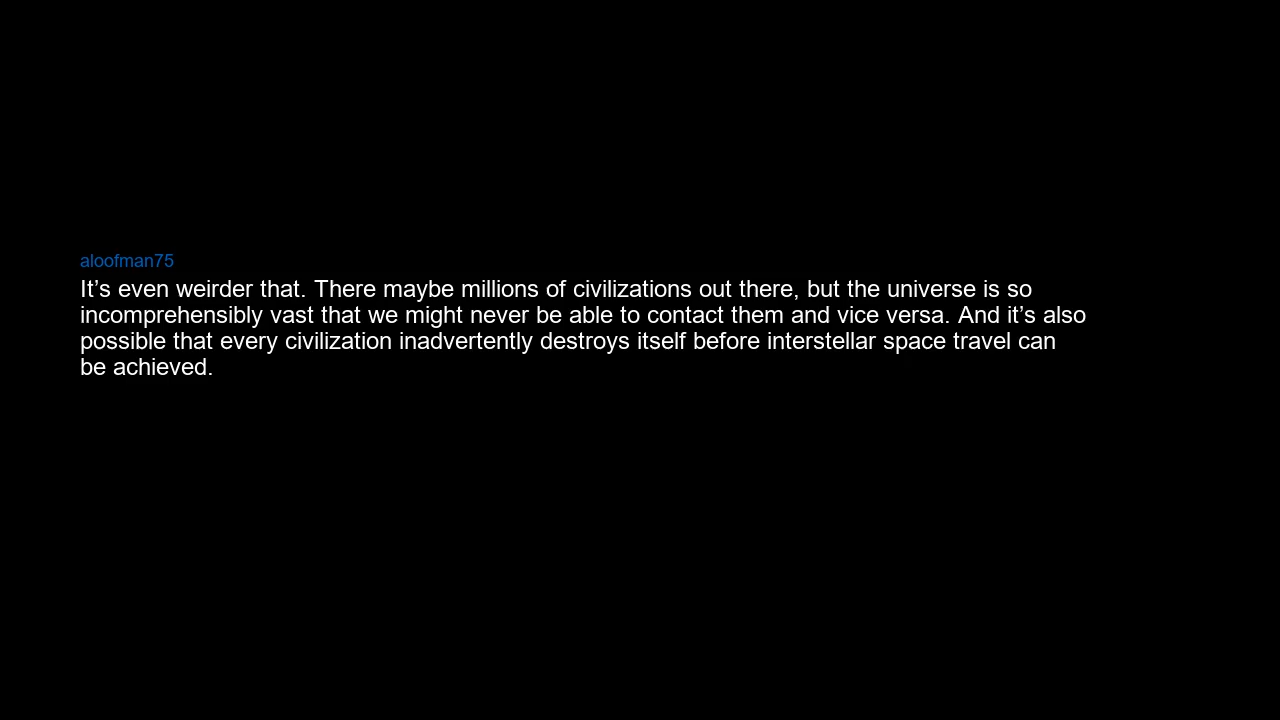 aloofman75
It’s even weirder that. There maybe millions of civilizations out there, but the universe is so
incomprehensibly vast that we might never be able to contact them and vice versa. And it’s also
possible that every civilization inadvertently destroys itself before interstellar space travel can
be achieved.